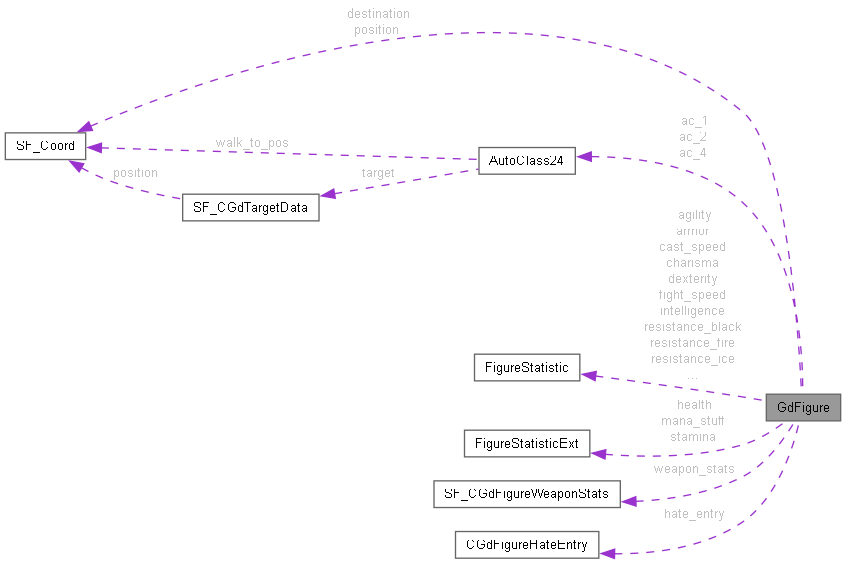 destination
position
SF_Coord
walk_to_pos
AutoClass24
ac_1
ac_2
ac_4
position
target
SF_CGdTargetData
agility
armor
cast_speed
charisma
dexterity
fight_speed
intelligence
resistance_black
resistance_fire
resistance_ice
...
FigureStatistic
GdFigure
health
mana_stuff
stamina
FigureStatisticExt
weapon_stats
SF_CGdFigureWeaponStats
hate_entry
CGdFigureHateEntry